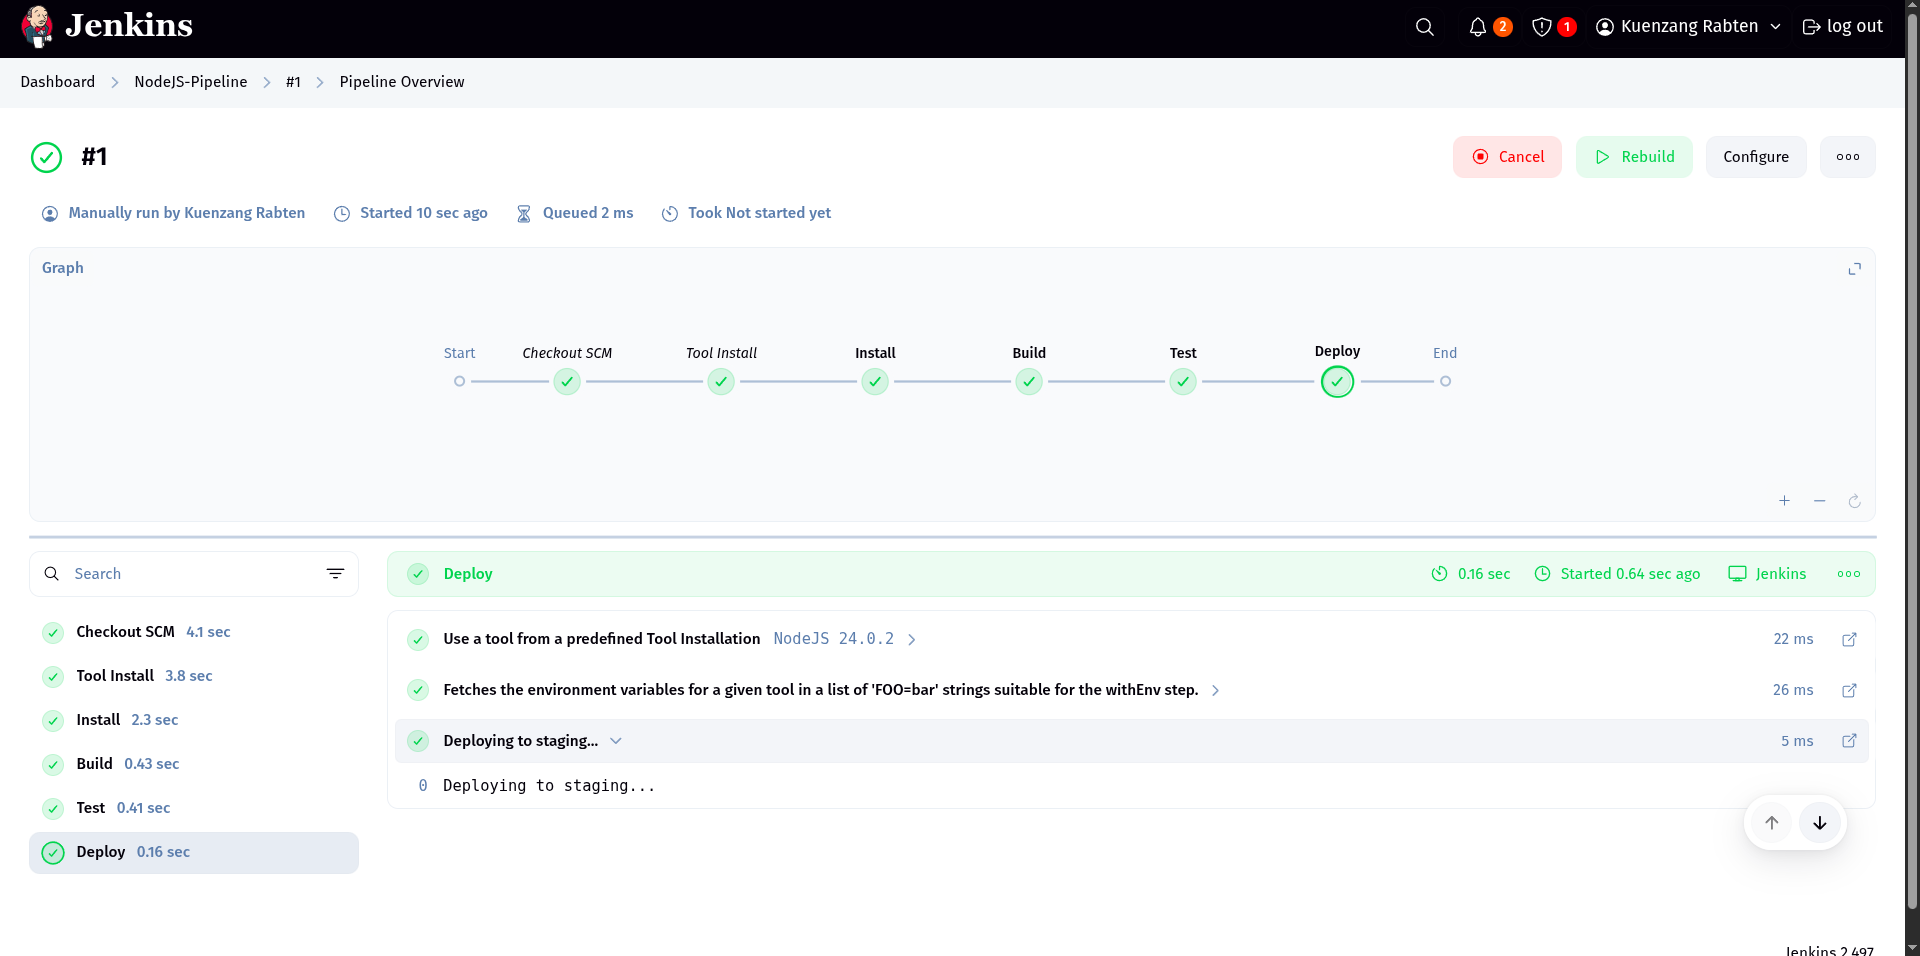 Jenkins
2
1
Kuenzang Rabten
log out
Dashboard
NodeJS-Pipeline
#1
Pipeline Overview
#1
Cancel
Rebuild
Configure
Manually run by Kuenzang Rabten
Started 10 sec ago
Queued 2 ms
Took Not started yet
Graph
Start
Checkout SCM
Tool Install
Install
Build
Test
Deploy
End
Search
Checkout SCM 4.1 sec
Tool Install 3.8 sec
Install 2.3 sec
Build 0.43 sec
Test 0.41 sec
Deploy 0.16 sec
Deploy
0.16 sec
Started 0.64 sec ago
Jenkins
Use a tool from a predefined Tool Installation NodeJS 24.0.2
22 ms
Fetches the environment variables for a given tool in a list of 'FOO=bar' strings suitable for the withEnv step.
26 ms
Deploying to staging...
5 ms
0 Deploying to staging...
Jenkins 2.497